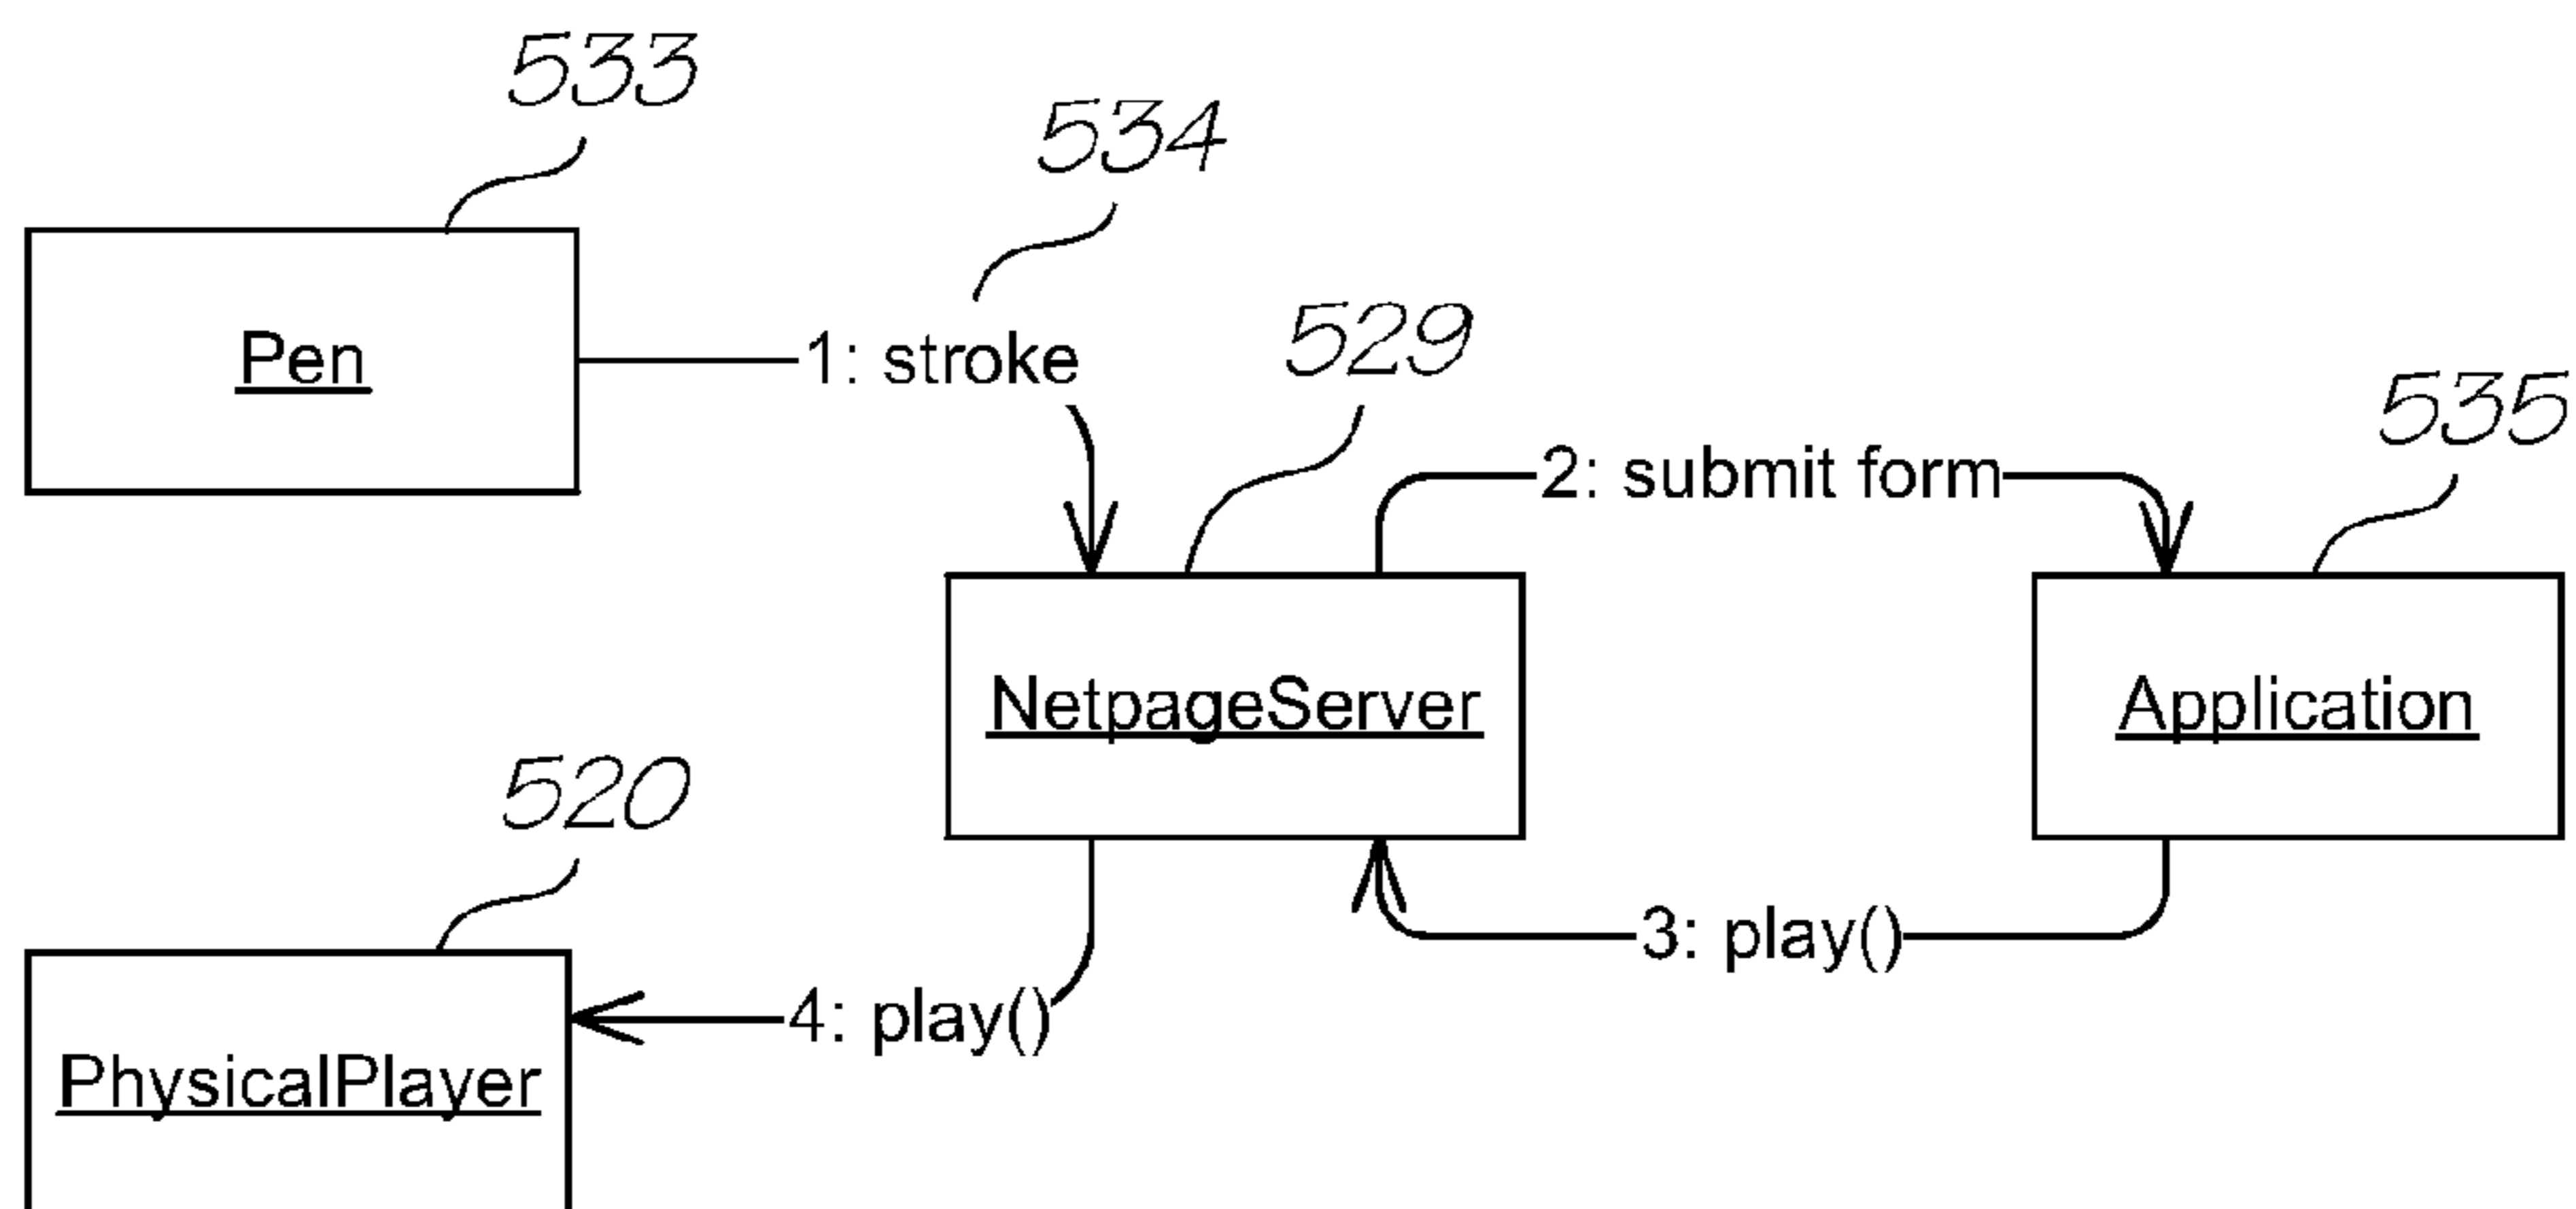 533
534
Pen
1: stroke
529
535
2: submit form
NetpageServer
Application
520
3: play()
4: play()
PhysicalPlayer